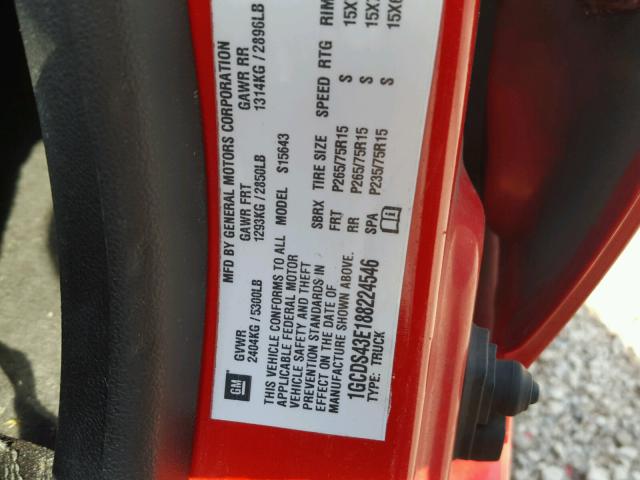 GM
MFD BY GENERAL MOTORS CORPORATION
GVWR GAWR FRT GAWR RR
2404KG / 5300LB 1293KG / 2850LB 1314KG / 2896LB
THIS VEHICLE CONFORMS TO ALL
APPLICABLE FEDERAL MOTOR
VEHICLE SAFETY AND THEFT
PREVENTION STANDARDS IN
EFFECT ON THE DATE OF
MANUFACTURE SHOWN ABOVE.
1GCDS43E188224546
TYPE: TRUCK
MODEL S15643
SBRX TIRE SIZE SPEED RTG RIM
FRT P265/75R15 S 15X
RR P265/75R15 S 15X
SPA P235/75R15 S 15X6